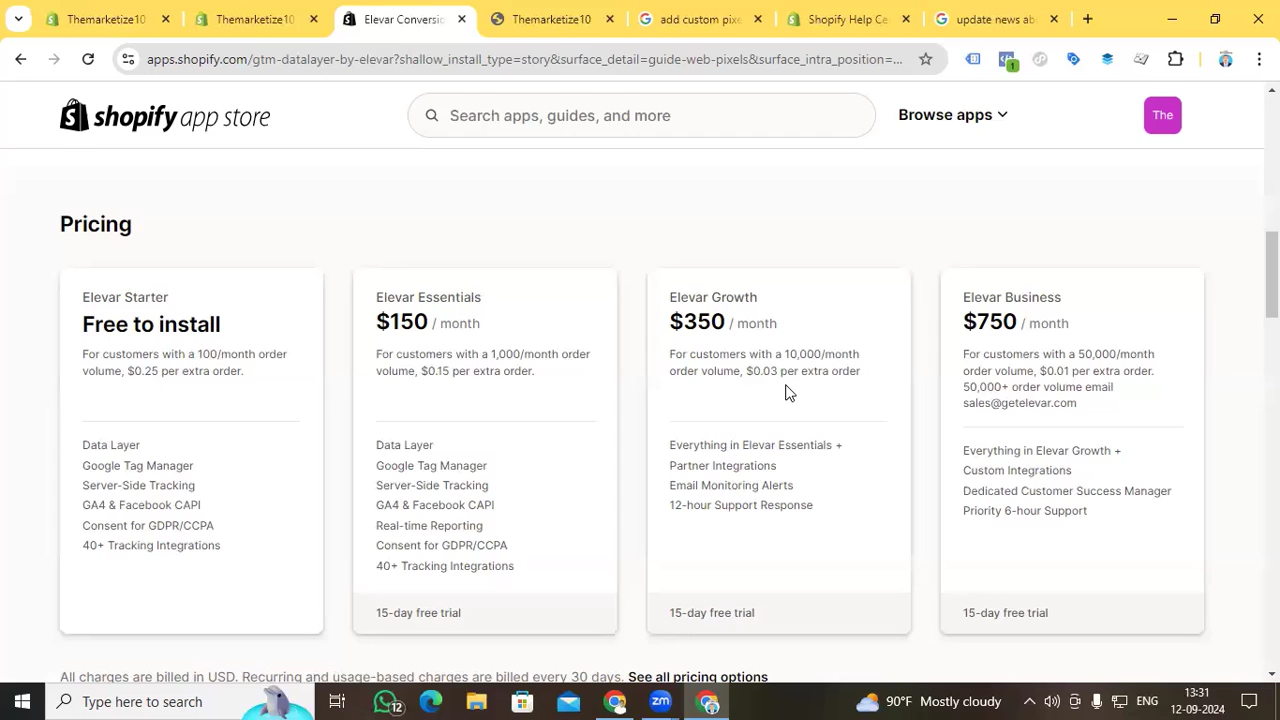 Themarketize10
Themarketize10
Elevar Conversio
Themarketize10
add custom pixe
Shopify Help Ce
update news ab
apps.shopify.com/gtm-datalayer-by-elevar?shallow_install_type=story&surface_detail=guide-web-pixels&surface_intra_position=...
1
shopify app store
Search apps, guides, and more
Browse apps
The
Pricing
Elevar Starter
Free to install
For customers with a 100/month order
volume, $0.25 per extra order.
Data Layer
Google Tag Manager
Server-Side Tracking
GA4 & Facebook CAPI
Consent for GDPR/CCPA
40+ Tracking Integrations
Elevar Essentials
$150 / month
For customers with a 1,000/month order
volume, $0.15 per extra order.
Data Layer
Google Tag Manager
Server-Side Tracking
GA4 & Facebook CAPI
Real-time Reporting
Consent for GDPR/CCPA
40+ Tracking Integrations
15-day free trial
Elevar Growth
$350 / month
For customers with a 10,000/month
order volume, $0.03 per extra order
Everything in Elevar Essentials +
Partner Integrations
Email Monitoring Alerts
12-hour Support Response
15-day free trial
Elevar Business
$750 / month
For customers with a 50,000/month
order volume, $0.01 per extra order.
50,000+ order volume email
sales@getelevar.com
Everything in Elevar Growth +
Custom Integrations
Dedicated Customer Success Manager
Priority 6-hour Support
15-day free trial
All charges are billed in USD. Recurring and usage-based charges are billed every 30 days. See all pricing options
Type here to search
12
90°F Mostly cloudy
ENG
13:31
12-09-2024